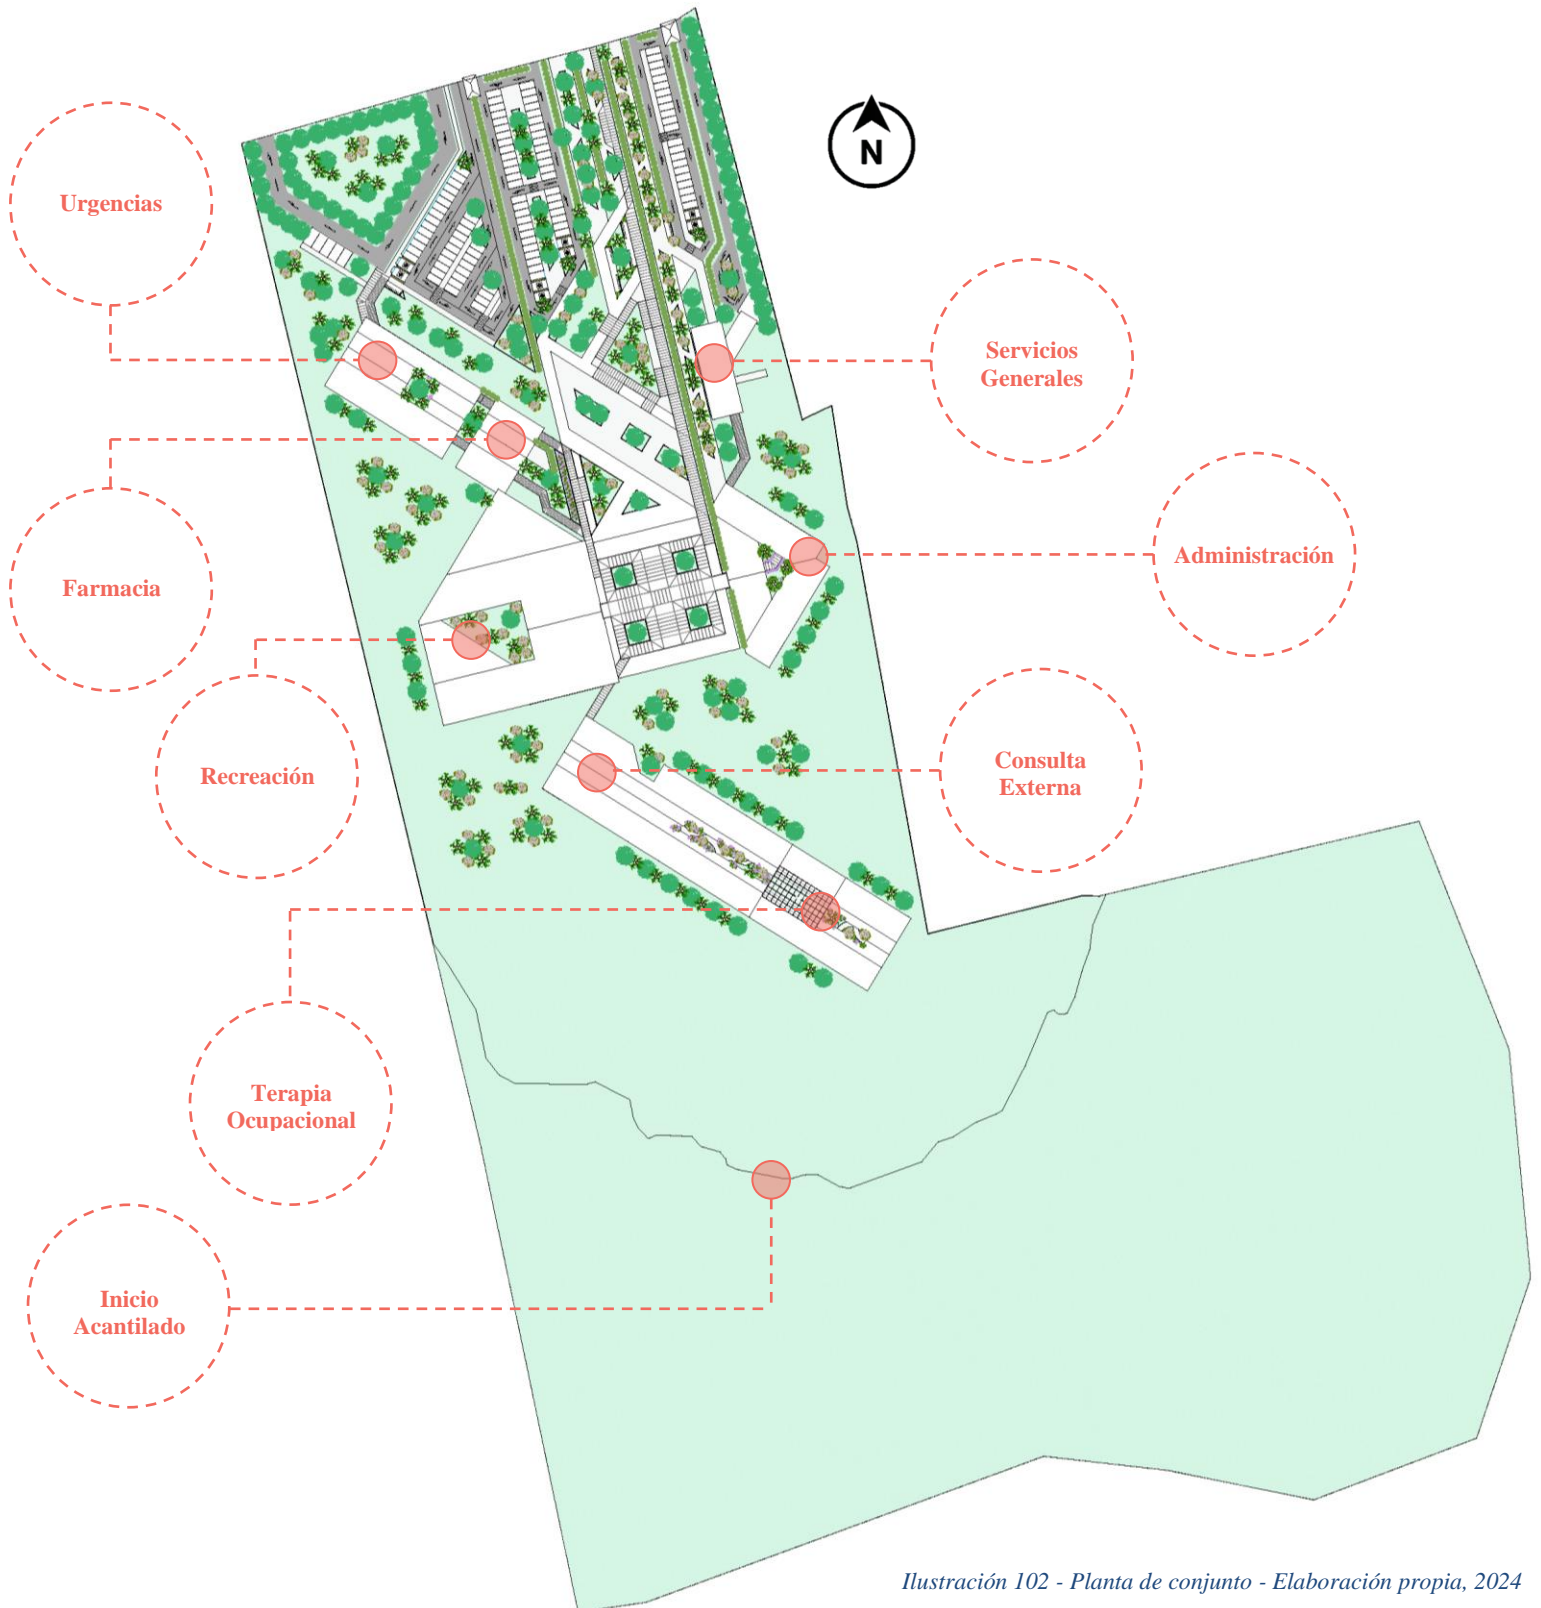 N
Urgencias
Servicios
Generales
Administración
Farmacia
Recreación
Consulta
Externa
Terapia
Ocupacional
Inicio
Acantilado
Ilustración 102 - Planta de conjunto - Elaboración propia, 2024